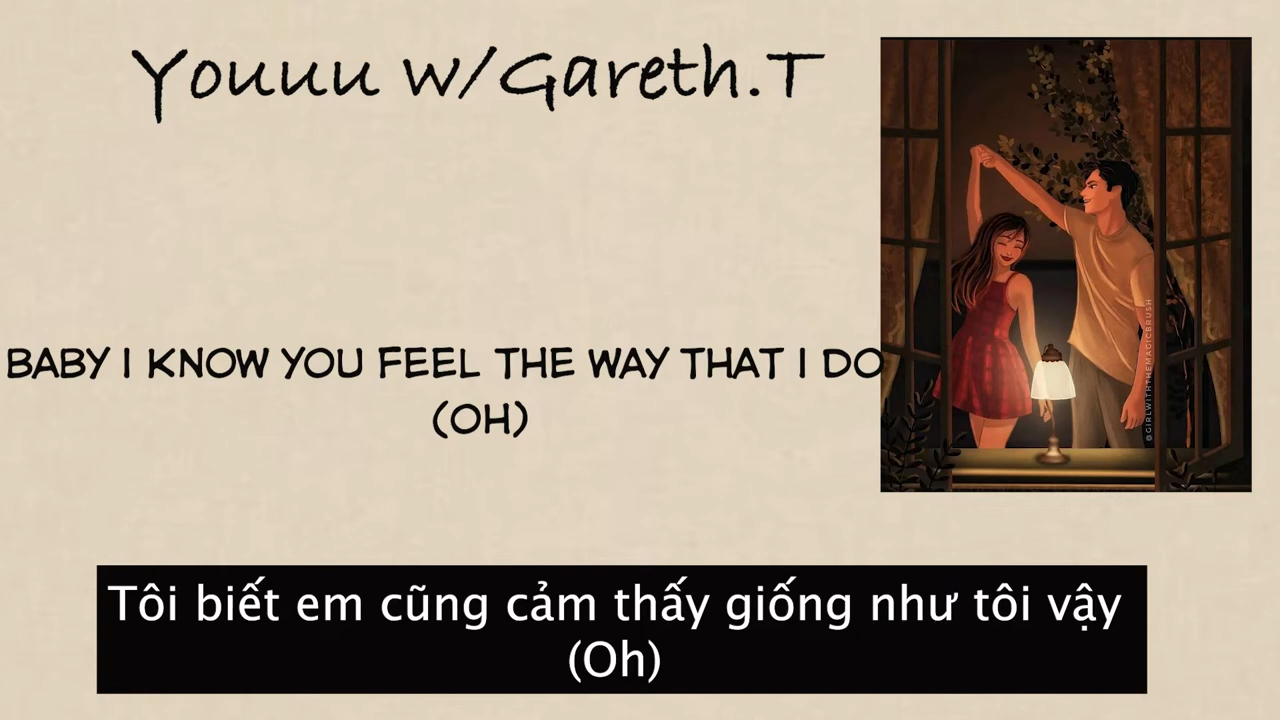 Youuu w/Gareth.T
BABY I KNOW YOU FEEL THE WAY THAT I DO
(OH)
@GIRLWITHTHEMAGICBRUSH
Tôi biết em cũng cảm thấy giống như tôi vậy
(Oh)